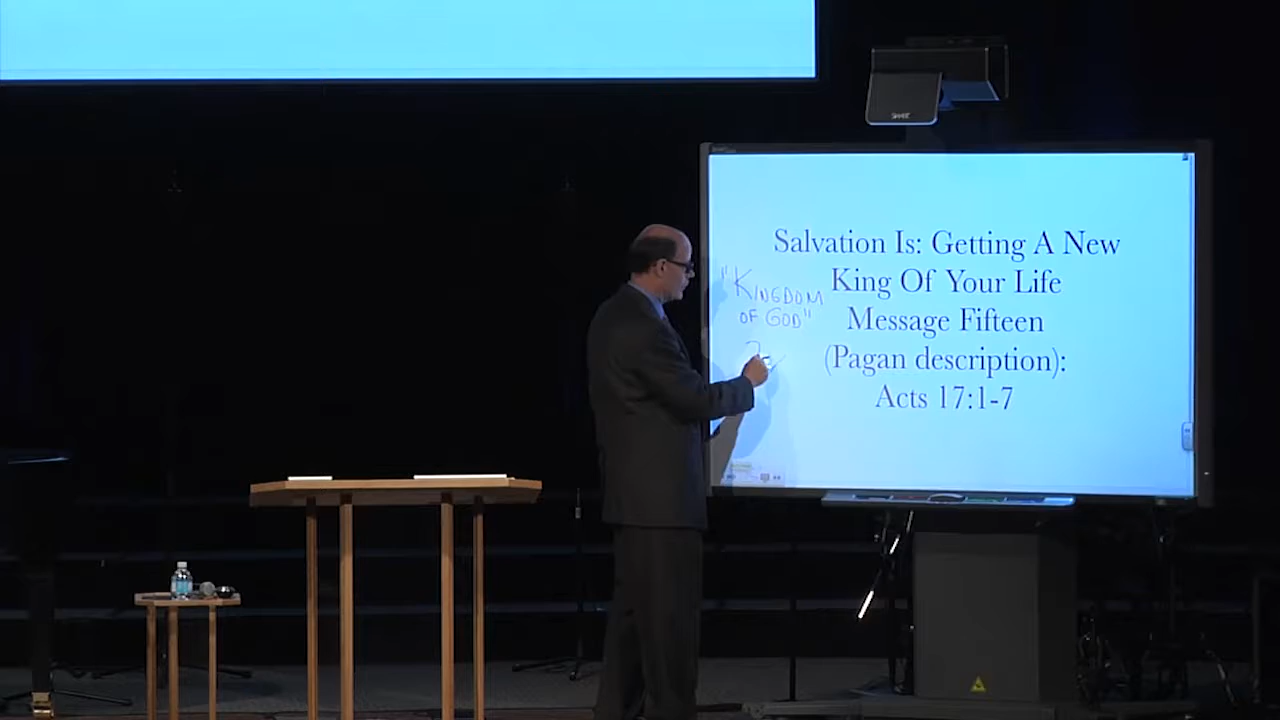 SMART
Salvation Is: Getting A New
King Of Your Life
Message Fifteen
(Pagan description):
Acts 17:1-7
"KINGDOM
OF GOD"